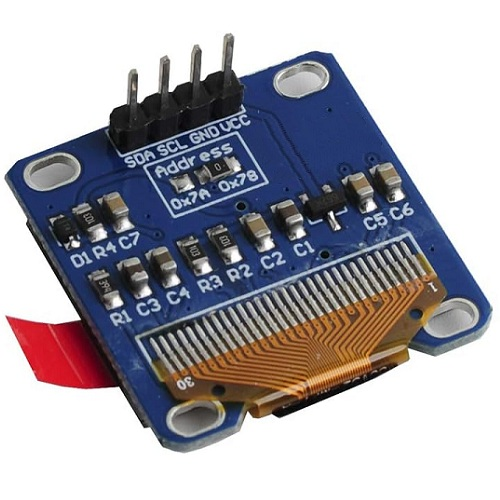 SDA SCL GND VCC
Address
0
0x7A 0x78
D1 R4 C7
R1 C3 C4 R3 R2 C2 C1
C5 C6
103
30
1